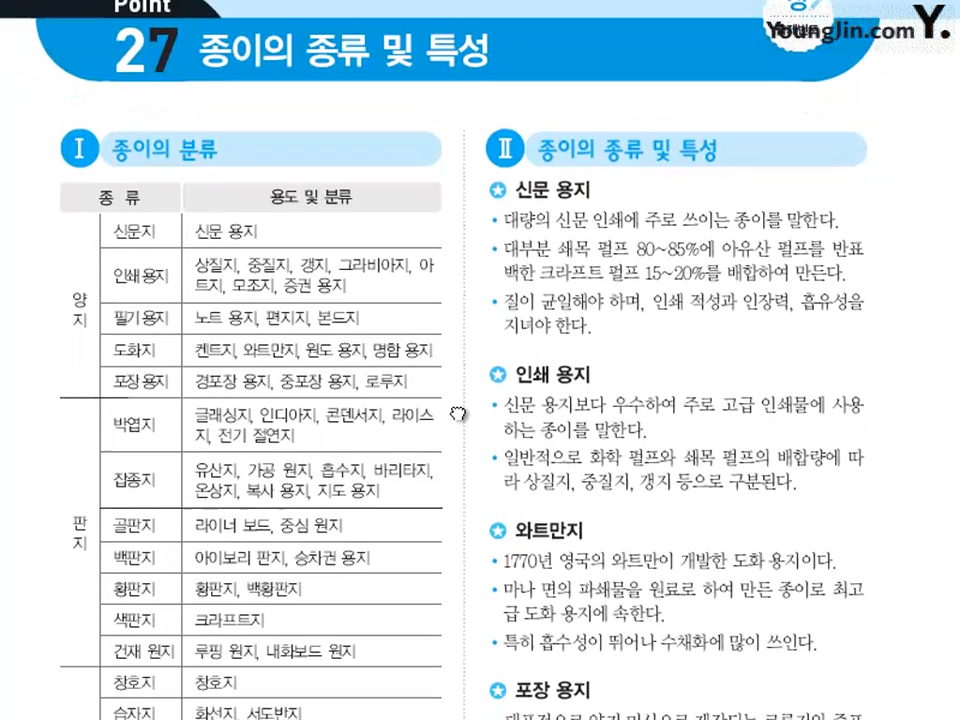 Point
27 종이의 종류 및 특성
YoungJin.com Y.
Ⅰ 종이의 분류
종 류 용도 및 분류
양지
신문지 신문 용지
인쇄용지 상질지, 중질지, 갱지, 그라비아지, 아
트지, 모조지, 증권 용지
필기용지 노트 용지, 편지지, 본드지
도화지 켄트지, 와트만지, 원도 용지, 명함 용지
포장용지 경포장 용지, 중포장 용지, 로루지
판지
박엽지 글래싱지, 인디아지, 콘덴서지, 라이스
지, 전기 절연지
잡종지 유산지, 가공 원지, 흡수지, 바리타지,
온상지, 복사 용지, 지도 용지
골판지 라이너 보드, 중심 원지
백판지 아이보리 판지, 승차권 용지
황판지 황판지, 백황판지
색판지 크라프트지
건재 원지 루핑 원지, 내화보드 원지
창호지 창호지
습자지 화선지, 서도반지
Ⅱ 종이의 종류 및 특성
신문 용지
• 대량의 신문 인쇄에 주로 쓰이는 종이를 말한다.
• 대부분 쇄목 펄프 80~85%에 아유산 펄프를 반표
백한 크라프트 펄프 15~20%를 배합하여 만든다.
• 질이 균일해야 하며, 인쇄 적성과 인장력, 흡유성을
지녀야 한다.
인쇄 용지
• 신문 용지보다 우수하여 주로 고급 인쇄물에 사용
하는 종이를 말한다.
• 일반적으로 화학 펄프와 쇄목 펄프의 배합량에 따
라 상질지, 중질지, 갱지 등으로 구분된다.
와트만지
• 1770년 영국의 와트만이 개발한 도화 용지이다.
• 마나 면의 파쇄물을 원료로 하여 만든 종이로 최고
급 도화 용지에 속한다.
• 특히 흡수성이 뛰어나 수채화에 많이 쓰인다.
포장 용지